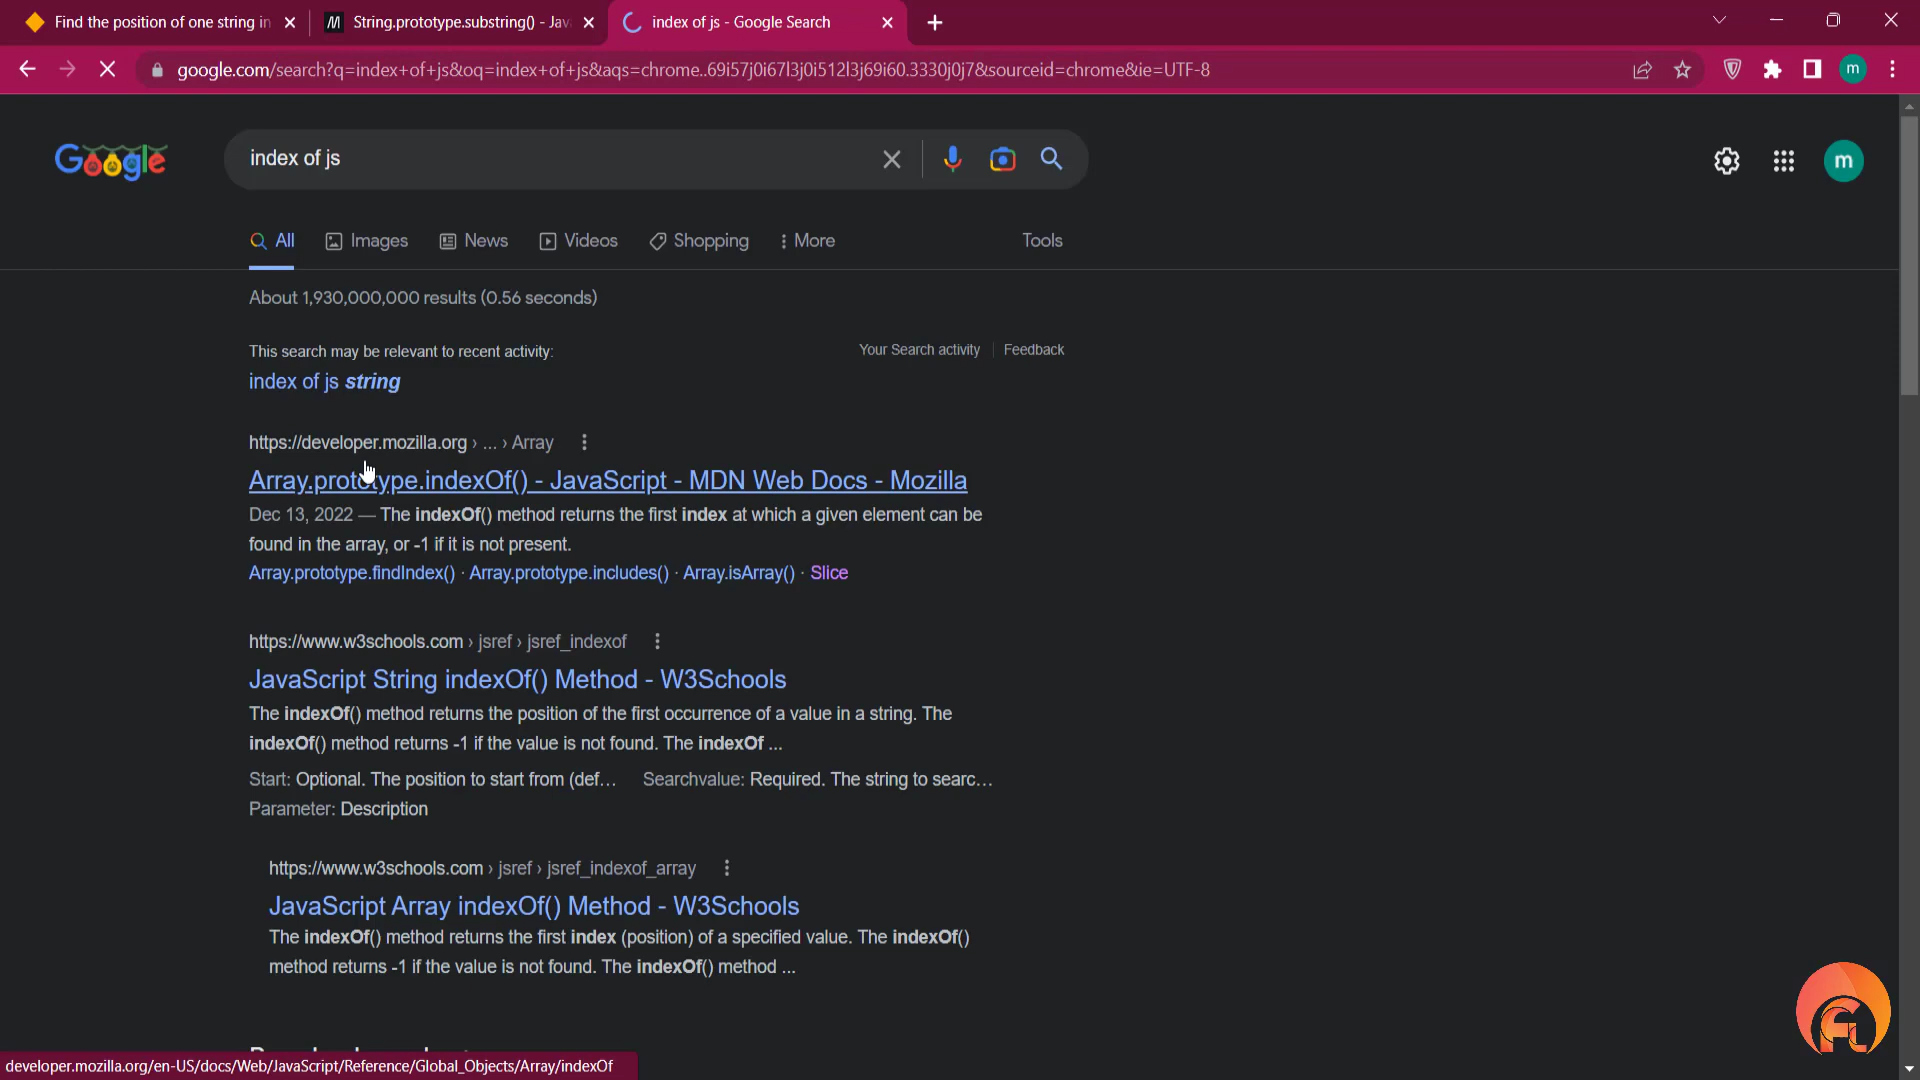 Find the position of one string in
String.prototype.substring() - Jav
index of js - Google Search
google.com/search?q=index+of+js&oq=index+of+js&aqs=chrome..69i57j0i67l3j0i512l3j69i60.3330j0j7&sourceid=chrome&ie=UTF-8
m
Google
index of js
m
All
Images
News
Videos
Shopping
More
Tools
About 1,930,000,000 results (0.56 seconds)
This search may be relevant to recent activity:
Your Search activity
Feedback
index of js string
https://developer.mozilla.org › ... › Array
Array.prototype.indexOf() - JavaScript - MDN Web Docs - Mozilla
Dec 13, 2022 — The indexOf() method returns the first index at which a given element can be
found in the array, or -1 if it is not present.
Array.prototype.findIndex() · Array.prototype.includes() · Array.isArray() · Slice
https://www.w3schools.com › jsref › jsref_indexof
JavaScript String indexOf() Method - W3Schools
The indexOf() method returns the position of the first occurrence of a value in a string. The
indexOf() method returns -1 if the value is not found. The indexOf ...
Start: Optional. The position to start from (def... Searchvalue: Required. The string to searc...
Parameter: Description
https://www.w3schools.com › jsref › jsref_indexof_array
JavaScript Array indexOf() Method - W3Schools
The indexOf() method returns the first index (position) of a specified value. The indexOf()
method returns -1 if the value is not found. The indexOf() method ...
developer.mozilla.org/en-US/docs/Web/JavaScript/Reference/Global_Objects/Array/indexOf